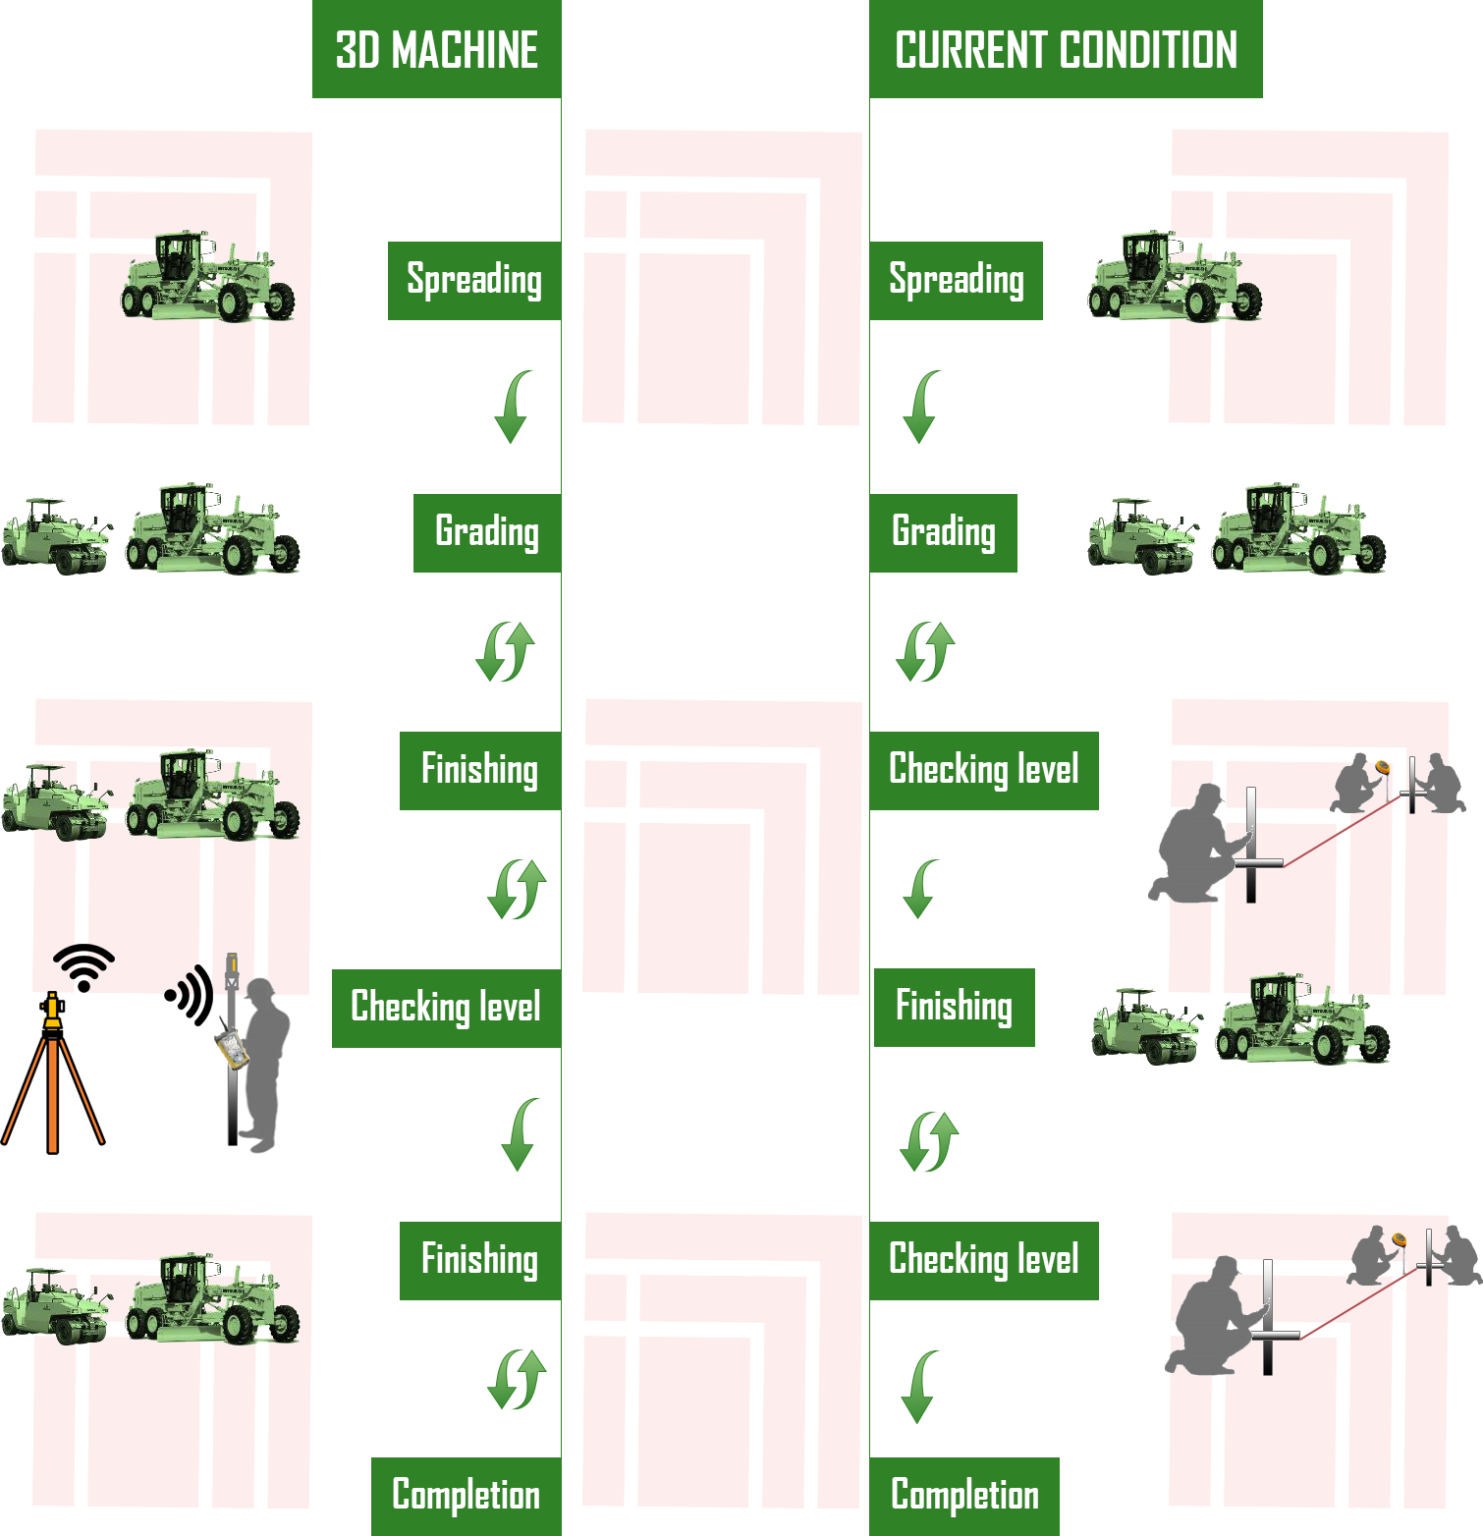 3D MACHINE
CURRENT CONDITION
Spreading
Spreading
Grading
Grading
Finishing
Checking level
Checking level
Finishing
Finishing
Checking level
Completion
Completion